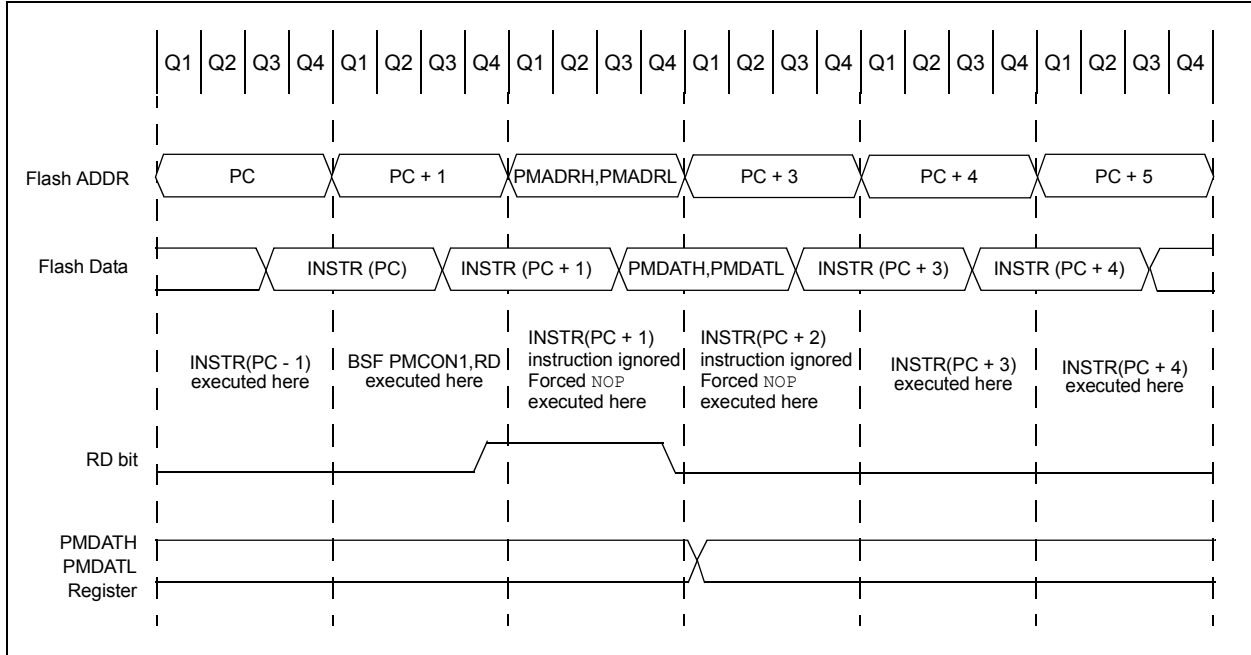 Q1 Q2 Q3 Q4 Q1 Q2 Q3 Q4 Q1 Q2 Q3 Q4 Q1 Q2 Q3 Q4 Q1 Q2 Q3 Q4 Q1 Q2 Q3 Q4
Flash ADDR
PC
PC + 1
PMADRH,PMADRL
PC + 3
PC + 4
PC + 5
Flash Data
INSTR (PC)
INSTR (PC + 1)
PMDATH,PMDATL
INSTR (PC + 3)
INSTR (PC + 4)
INSTR(PC - 1)
executed here
BSF PMCON1,RD
executed here
INSTR(PC + 1)
instruction ignored
Forced NOP
executed here
INSTR(PC + 2)
instruction ignored
Forced NOP
executed here
INSTR(PC + 3)
executed here
INSTR(PC + 4)
executed here
RD bit
PMDATH
PMDATL
Register